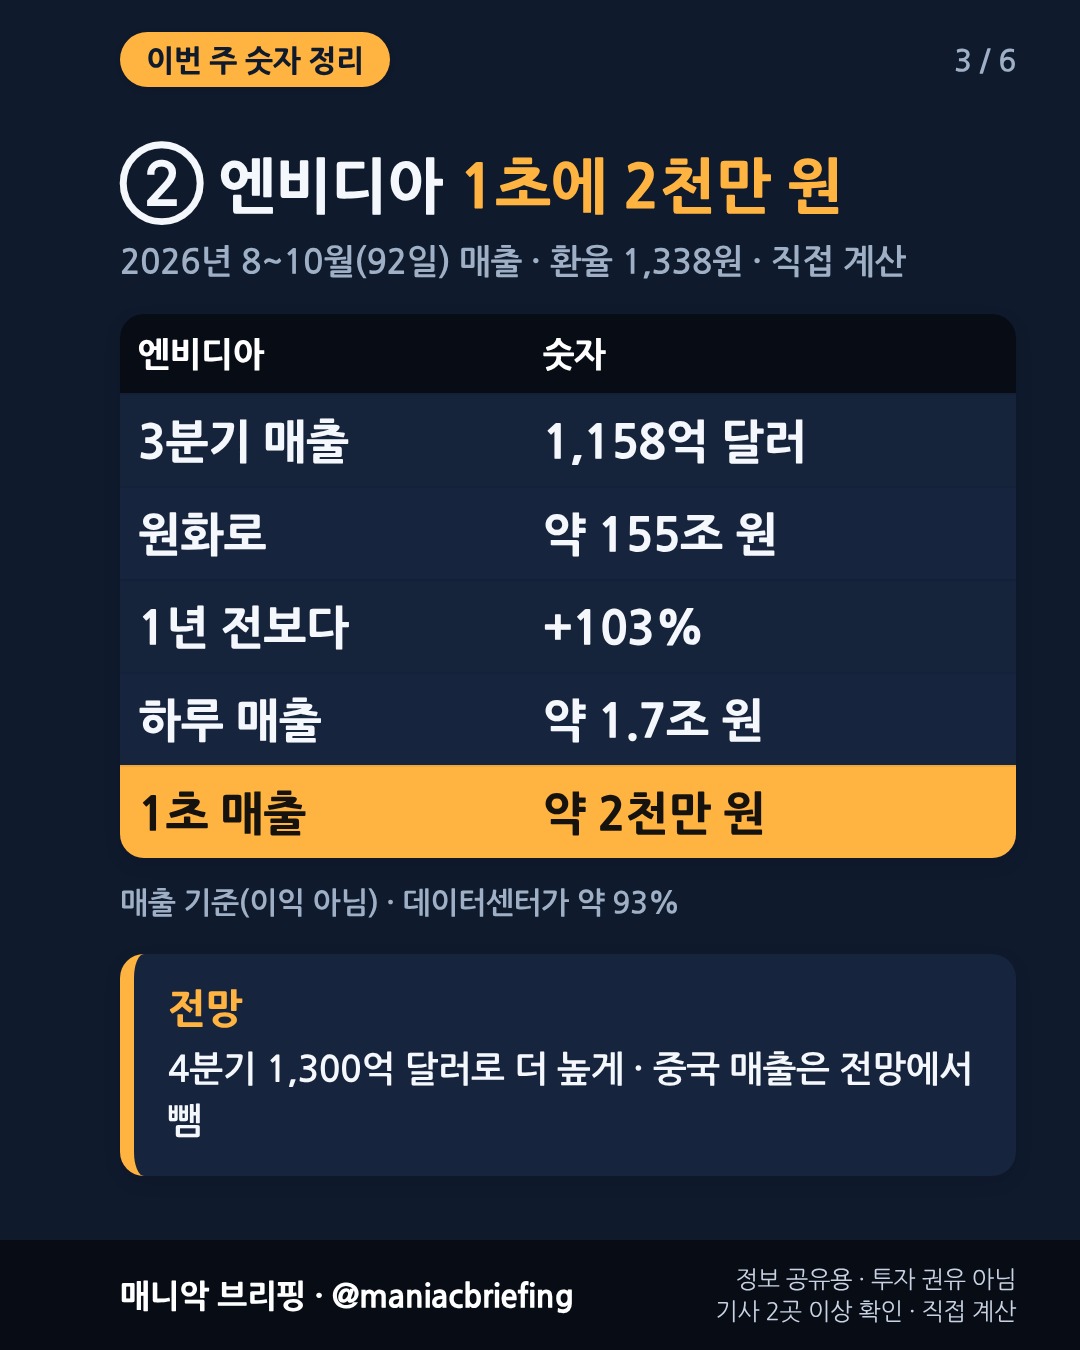 이번 주 숫자 정리
3 / 6
② 엔비디아 1초에 2천만 원
2026년 8~10월(92일) 매출 · 환율 1,338원 · 직접 계산
엔비디아 숫자
3분기 매출 1,158억 달러
원화로 약 155조 원
1년 전보다 +103%
하루 매출 약 1.7조 원
1초 매출 약 2천만 원
매출 기준(이익 아님) · 데이터센터가 약 93%
전망
4분기 1,300억 달러로 더 높게 · 중국 매출은 전망에서
뺌
매니악 브리핑 · @maniacbriefing
정보 공유용 · 투자 권유 아님
기사 2곳 이상 확인 · 직접 계산